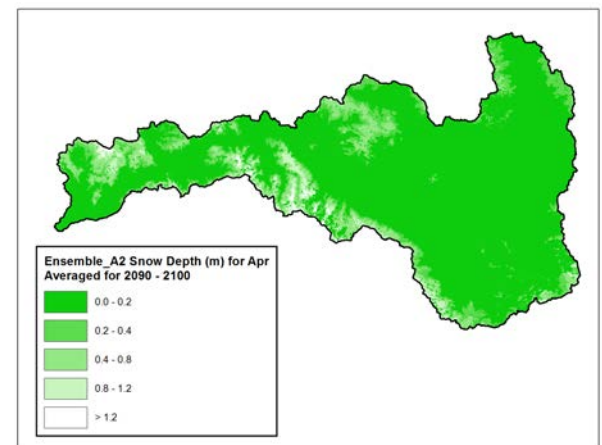 Ensemble_A2 Snow Depth (m) for Apr
Averaged for 2090 - 2100
0.0 - 0.2
0.2 - 0.4
0.4 - 0.8
0.8 - 1.2
> 1.2